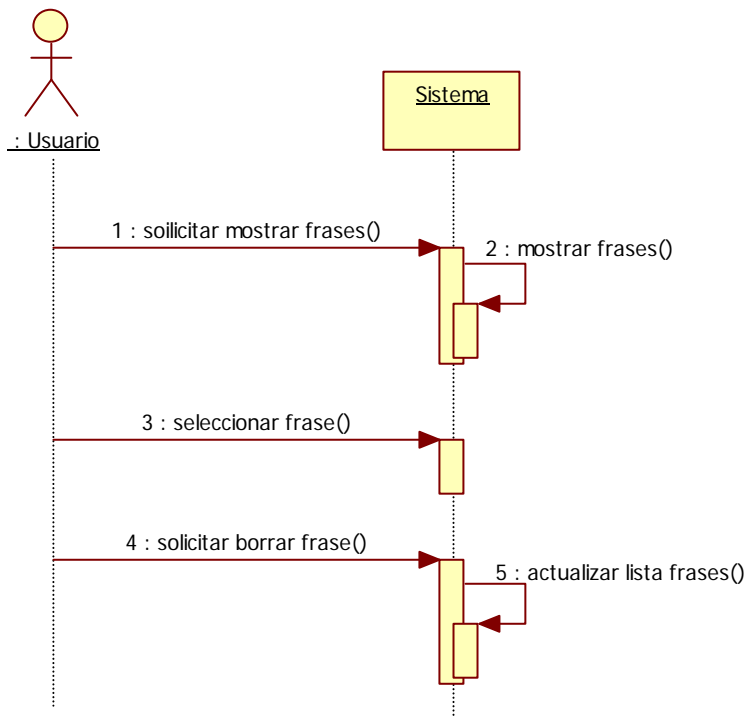 Sistema
_: Usuario
1 : soilicitar mostrar frases()
2 : mostrar frases()
3 : seleccionar frase()
4 : solicitar borrar frase()
5 : actualizar lista frases()